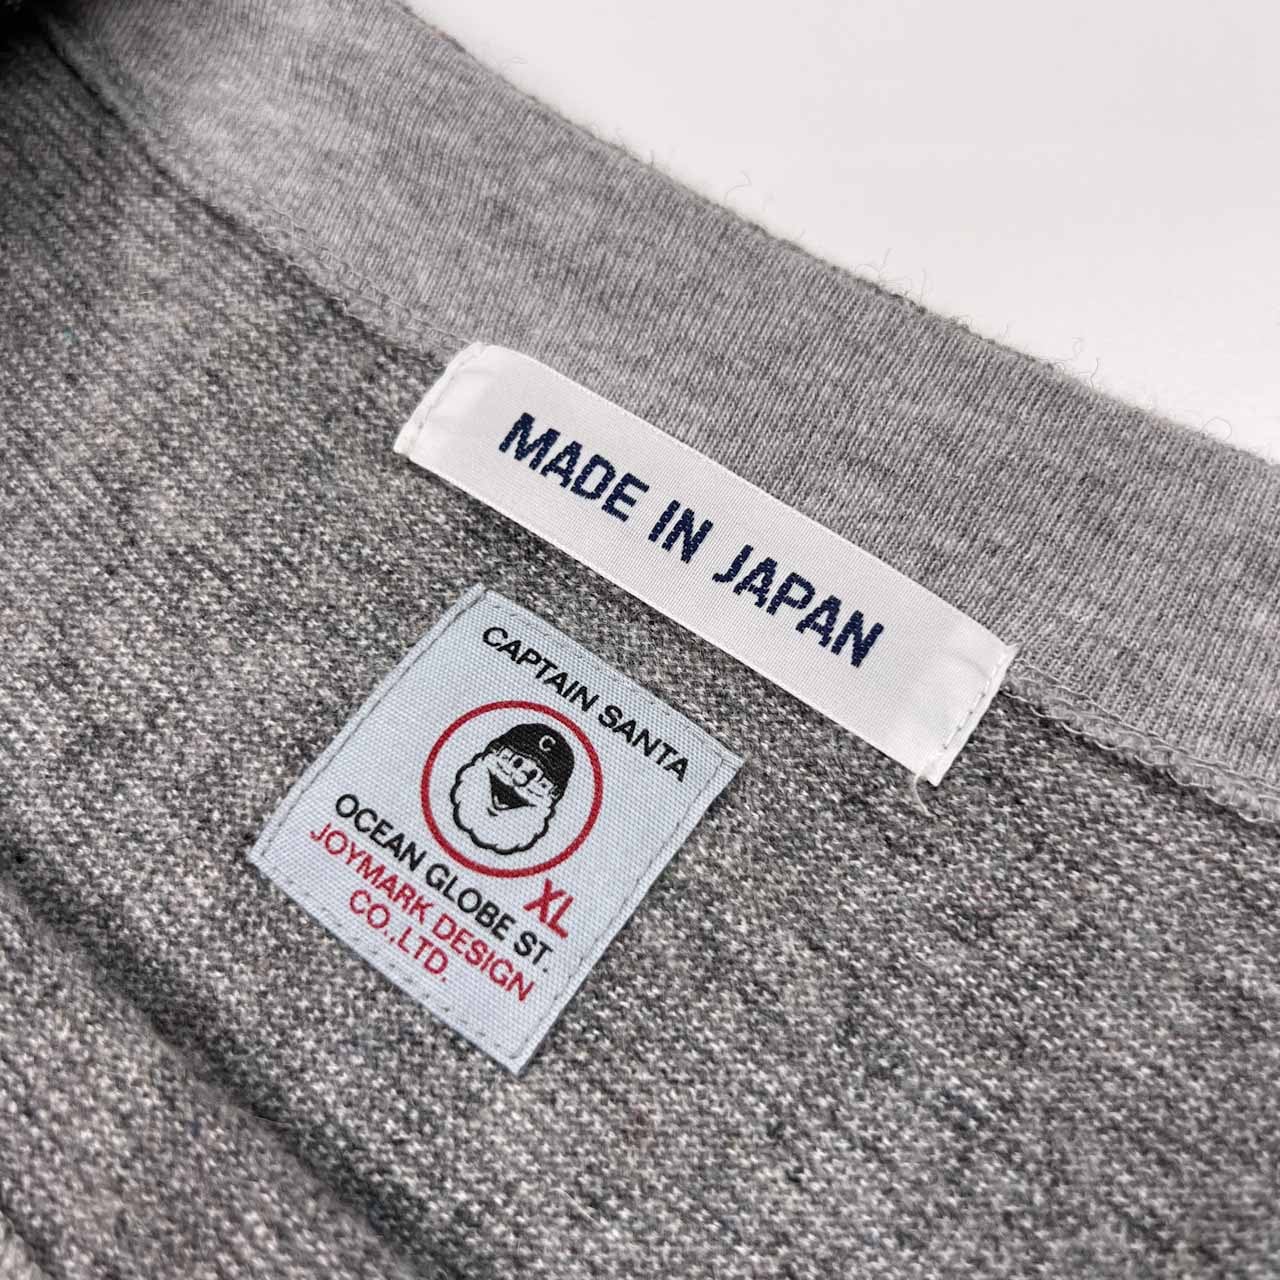 MADE IN JAPAN
CAPTAIN SANTA
C
XL
OCEAN GLOBE ST.
JOYMARK DESIGN
CO.,LTD.